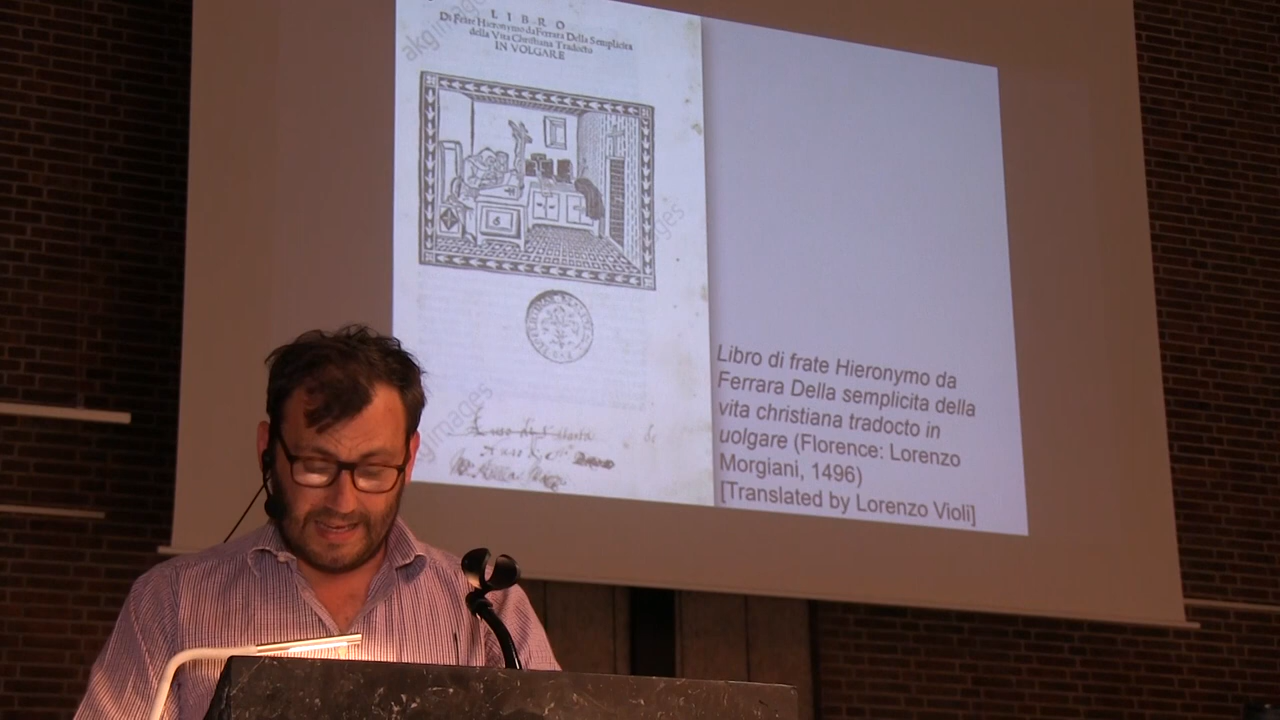 LIBRO
Di Frate Hieronymo da Ferrara Della Semplicita
della Vita Christiana Tradocto
IN VOLGARE
akgimages
Libro di frate Hieronymo da
Ferrara Della semplicita della
vita christiana tradocto in
uolgare (Florence: Lorenzo
Morgiani, 1496)
[Translated by Lorenzo Violi]